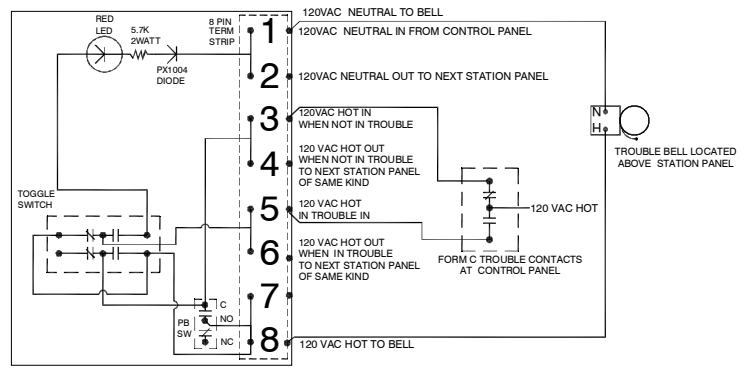 RED
LED
5.7K
2WATT
PX1004
DIODE
8 PIN
TERM
STRIP
TOGGLE
SWITCH
PB
SW
C
NO
NC
1
2
3
4
5
6
7
8
120VAC NEUTRAL TO BELL
120VAC NEUTRAL IN FROM CONTROL PANEL
120VAC NEUTRAL OUT TO NEXT STATION PANEL
120VAC HOT IN
WHEN NOT IN TROUBLE
120 VAC HOT OUT
WHEN NOT IN TROUBLE
TO NEXT STATION PANEL
OF SAME KIND
120 VAC HOT
IN TROUBLE IN
120 VAC HOT OUT
WHEN IN TROUBLE
TO NEXT STATION PANEL
OF SAME KIND
120 VAC HOT TO BELL
120 VAC HOT
FORM C TROUBLE CONTACTS
AT CONTROL PANEL
N
H
TROUBLE BELL LOCATED
ABOVE STATION PANEL